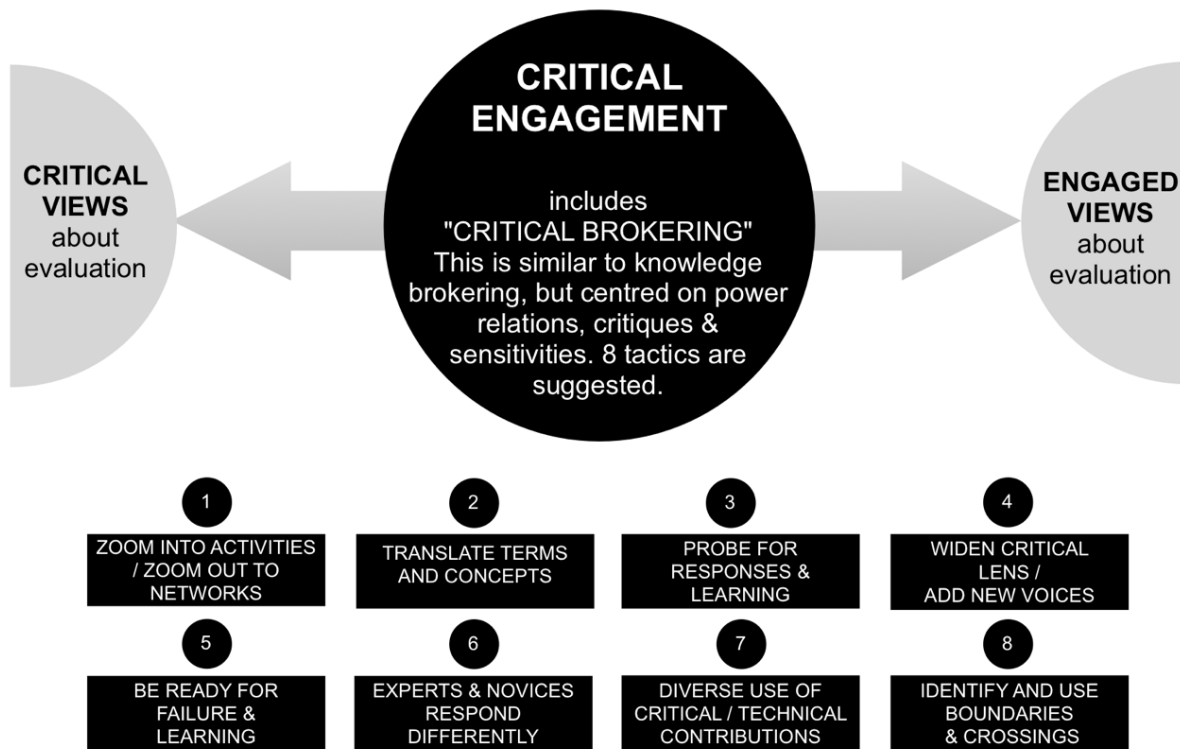 CRITICAL
ENGAGEMENT
includes
"CRITICAL BROKERING"
This is similar to knowledge
brokering, but centred on power
relations, critiques &
sensitivities. 8 tactics are
suggested.
CRITICAL
VIEWS
about
evaluation
ENGAGED
VIEWS
about
evaluation
1
ZOOM INTO ACTIVITIES
/ ZOOM OUT TO
NETWORKS
2
TRANSLATE TERMS
AND CONCEPTS
3
PROBE FOR
RESPONSES &
LEARNING
4
WIDEN CRITICAL
LENS /
ADD NEW VOICES
5
BE READY FOR
FAILURE &
LEARNING
6
EXPERTS & NOVICES
RESPOND
DIFFERENTLY
7
DIVERSE USE OF
CRITICAL / TECHNICAL
CONTRIBUTIONS
8
IDENTIFY AND USE
BOUNDARIES
& CROSSINGS